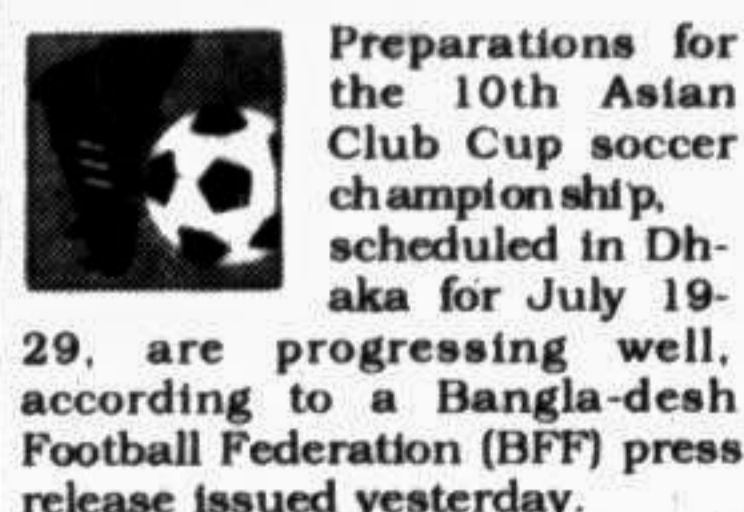 Preparations for
the 10th Asian
Club Cup soccer
championship,
scheduled in Dh-
aka for July 19-
29, are progressing well,
according to a Bangla-desh
Football Federation (BFF) press
release issued yesterday.